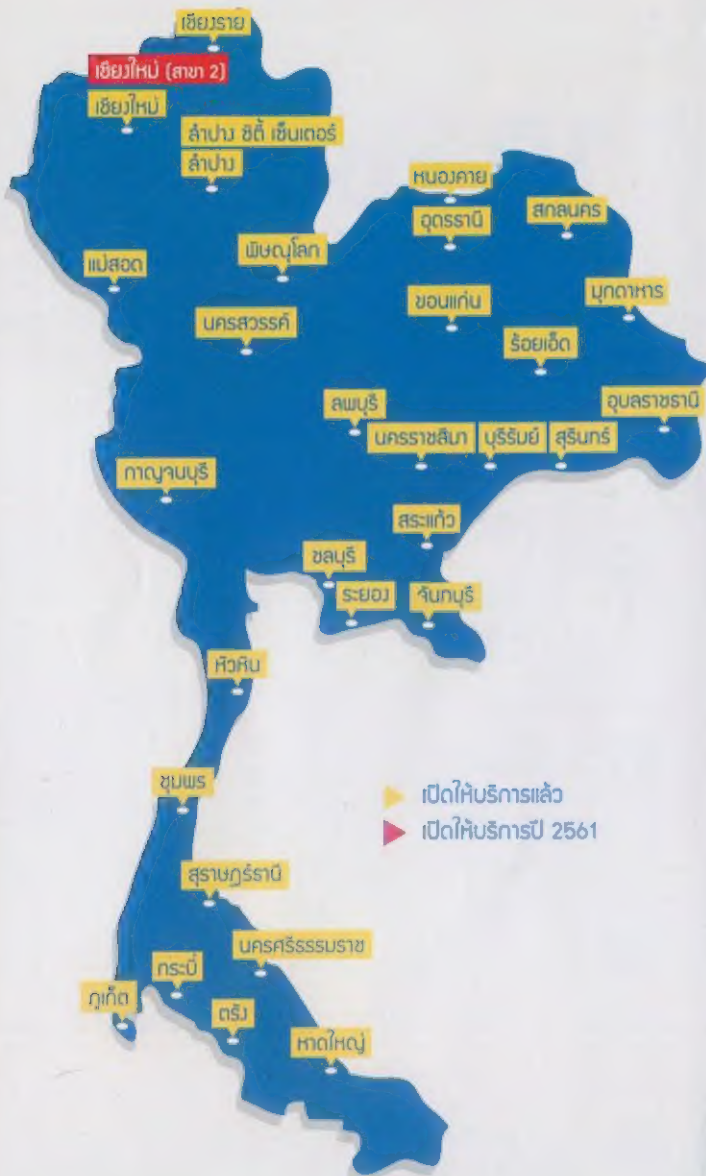 เชียงราย
เชียงใหม่ (สาขา 2)
เชียงใหม่
ลำปาง ซิตี้ เซ็นเตอร์
ลำปาง
หนองคาย
อุดรธานี
สกลนคร
พิษณุโลก
แม่สอด
มุกดาหาร
ขอนแก่น
นครสวรรค์
ร้อยเอ็ด
ลพบุรี
อุบลราชธานี
นครราชสีมา
บุรีรัมย์
สุรินทร์
กาญจนบุรี
สระแก้ว
ชลบุรี
ระยอง
จันทบุรี
หัวหิน
ชุมพร
เปิดให้บริการแล้ว
เปิดให้บริการปี 2561
สุราษฎร์ธานี
นครศรีธรรมราช
กระบี่
ภูเก็ต
ตรัง
หาดใหญ่